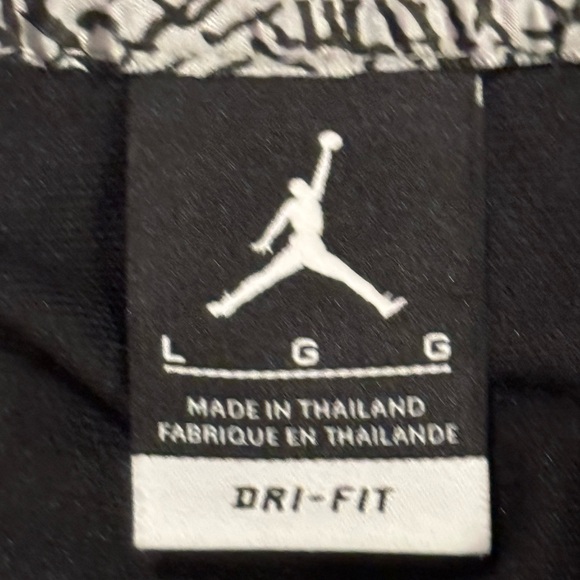 L G G
MADE IN THAILAND
FABRIQUE EN THAILANDE
DRI-FIT